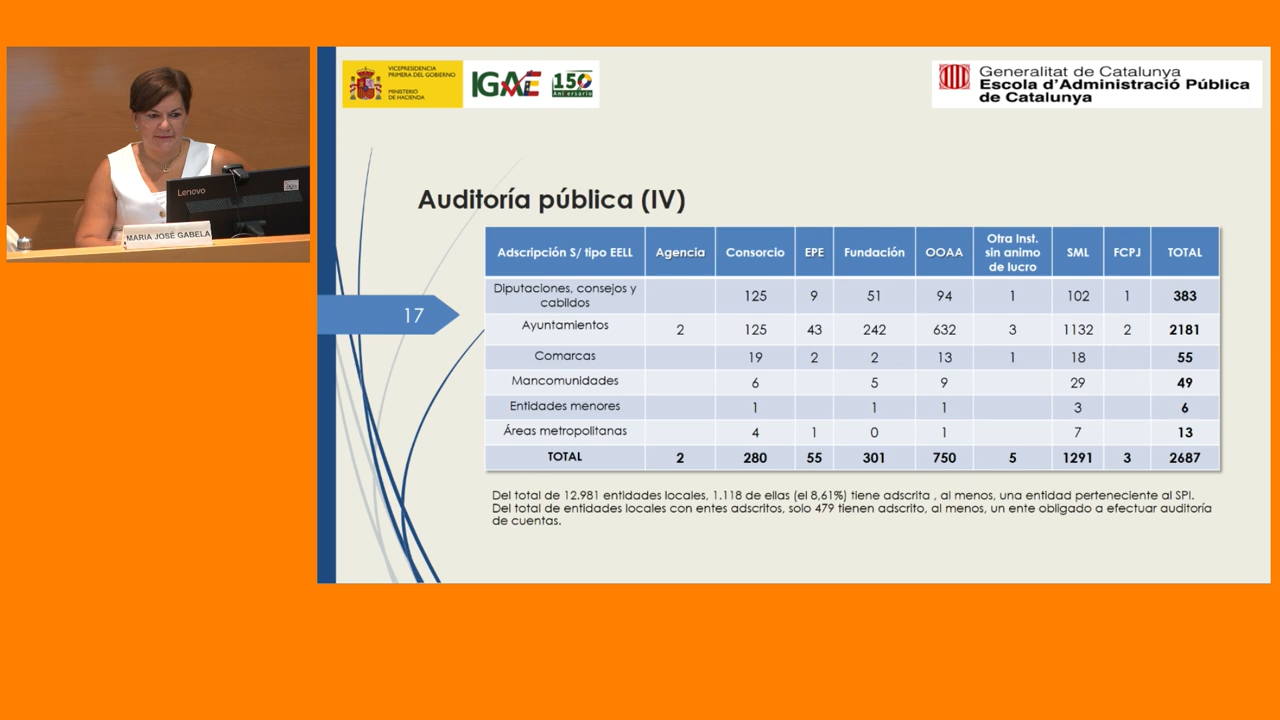 VICEPRESIDENCIA
PRIMERA DEL GOBIERNO
MINISTERIO
DE HACIENDA
IGAE
150
Aniversario
Generalitat de Catalunya
Escola d'Administració Pública
de Catalunya
Lenovo
MARIA JOSÉ GABELA
Auditoría pública (IV)
17
Adscripción S/ tipo EELL Agencia Consorcio EPE Fundación OOAA Otra Inst. sin animo de lucro SML FCPJ TOTAL
Diputaciones, consejos y cabildos 125 9 51 94 1 102 1 383
Ayuntamientos 2 125 43 242 632 3 1132 2 2181
Comarcas 19 2 2 13 1 18 55
Mancomunidades 6 5 9 29 49
Entidades menores 1 1 1 3 6
Áreas metropolitanas 4 1 0 1 7 13
TOTAL 2 280 55 301 750 5 1291 3 2687
Del total de 12.981 entidades locales, 1.118 de ellas (el 8,61%) tiene adscrita , al menos, una entidad perteneciente al SPI.
Del total de entidades locales con entes adscritos, solo 479 tienen adscrito, al menos, un ente obligado a efectuar auditoría
de cuentas.